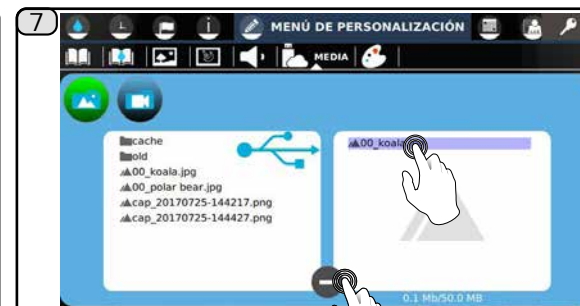 7
MENÚ DE PERSONALIZACIÓN
MEDIA
cache
old
00_koala.jpg
00_polar bear.jpg
cap_20170725-144217.png
cap_20170725-144427.png
00_koala
0.1 Mb/50.0 MB